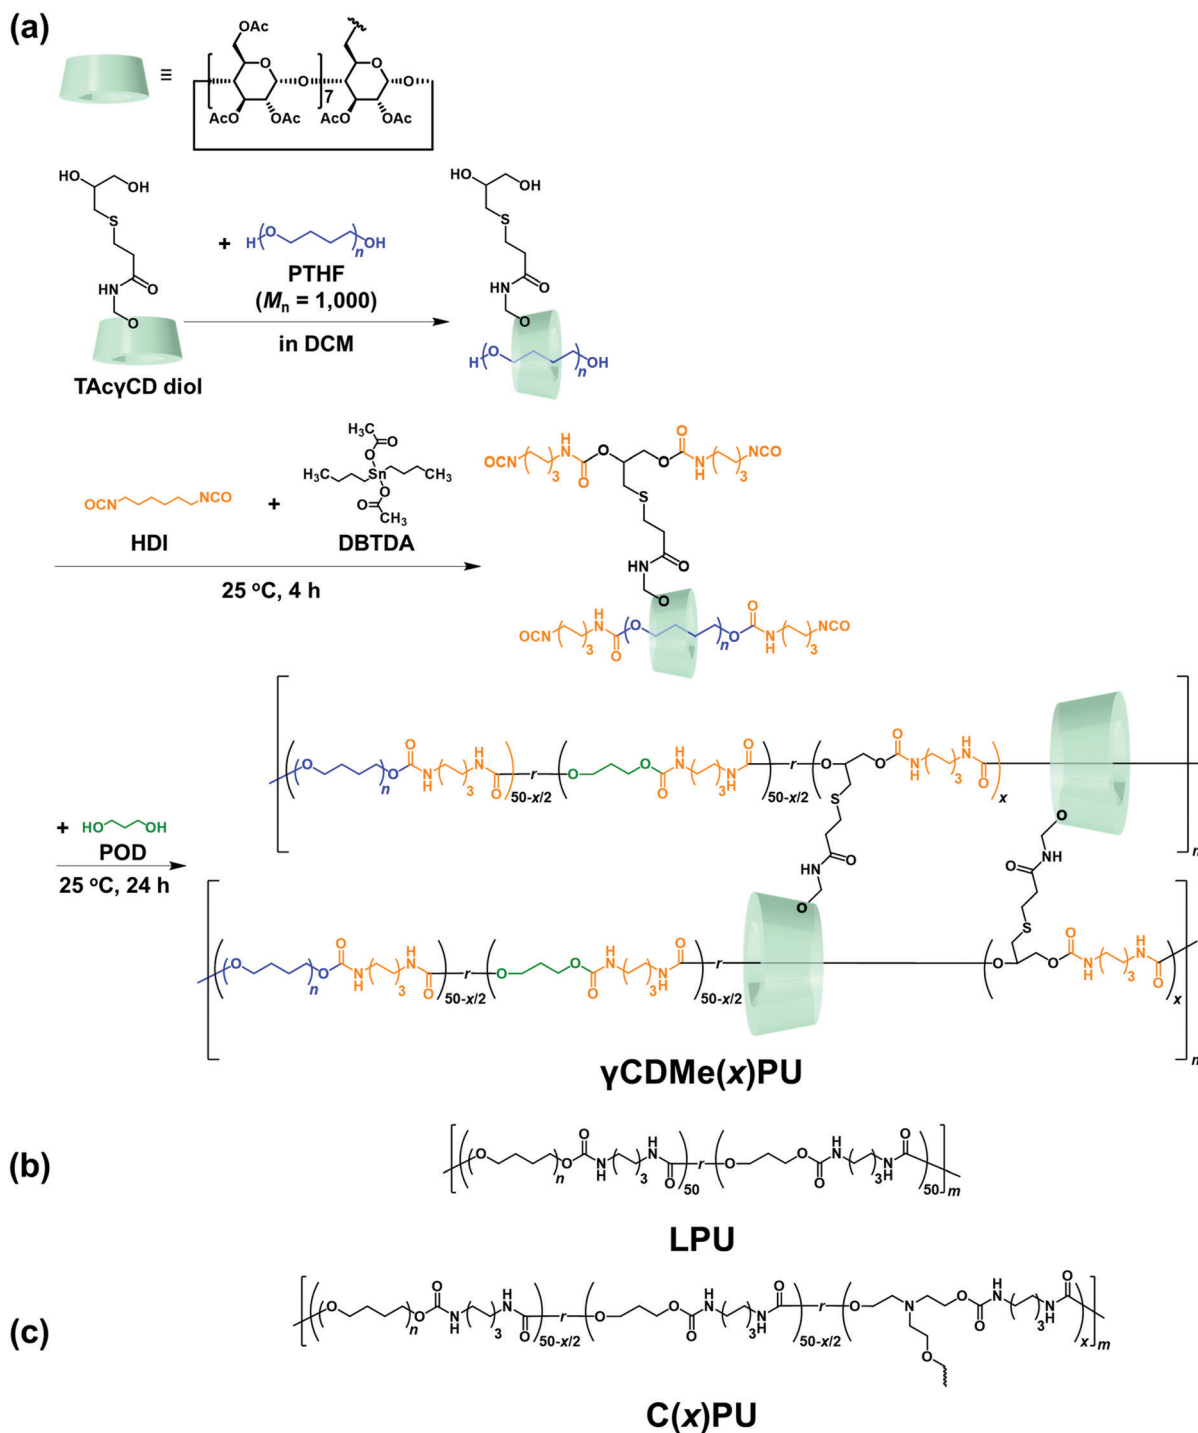 (a)
OAc
AcO
OAc
7
AcO
OAc
HO
OH
S
HN
O
O
TAcγCD diol
+
H(O)nOH
PTHF
(Mn = 1,000)
in DCM
HO
OH
S
HN
O
O
H(O)nOH
OCN
NCO
HDI
+
H3C
O
O
H3C
Sn
CH3
O
O
CH3
DBTDA
25 °C, 4 h
OCN
3
H
N
O
O
O
O
N
H
3
NCO
S
HN
O
O
OCN
3
H
N
O
O
n
O
O
N
H
3
NCO
+ HO
OH
POD
25 °C, 24 h
O
n
O
O
N
H
3
H
N
O
50-x/2
r
O
O
O
N
H
3
H
N
O
50-x/2
r
O
O
O
N
H
3
H
N
O
x
n
S
HN
O
O
O
NH
O
S
O
n
O
O
N
H
3
H
N
O
50-x/2
r
O
O
O
N
H
3
H
N
O
50-x/2
r
O
O
O
N
H
3
H
N
O
x
n
γCDMe(x)PU
(b)
O
n
O
O
N
H
3
H
N
O
50
r
O
O
O
N
H
3
H
N
O
50
m
LPU
(c)
O
n
O
O
N
H
3
H
N
O
50-x/2
r
O
O
O
N
H
3
H
N
O
50-x/2
r
O
N
O
O
N
H
3
H
N
O
x
m
O
C(x)PU